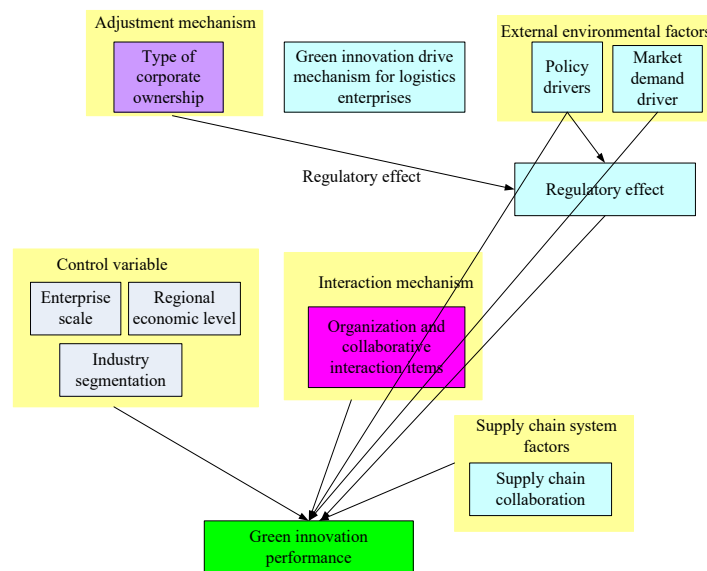 Adjustment mechanism
Type of
corporate
ownership
Green innovation drive
mechanism for logistics
enterprises
External environmental factors
Policy
drivers
Market
demand
driver
Regulatory effect
Regulatory effect
Control variable
Enterprise
scale
Regional
economic level
Industry
segmentation
Interaction mechanism
Organization and
collaborative
interaction items
Supply chain system
factors
Supply chain
collaboration
Green innovation
performance